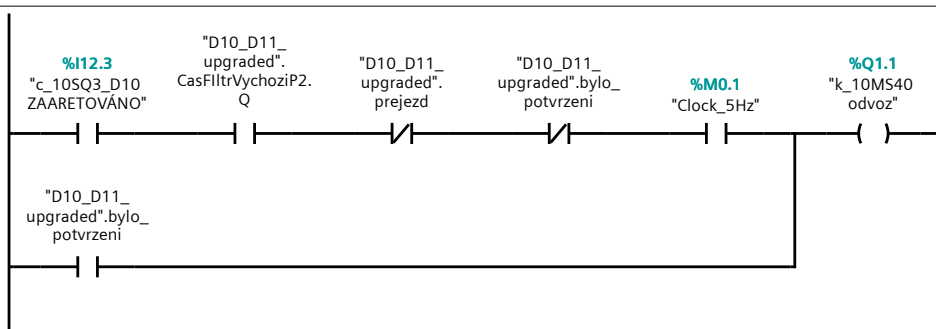 %I12.3
"c_10SQ3_D10
ZAARETOVÁNO"
"D10_D11_
upgraded".
CasFIltrVychoziP2.
Q
"D10_D11_
upgraded".
prejezd
"D10_D11_
upgraded".bylo_
potvrzeni
%M0.1
"Clock_5Hz"
%Q1.1
"k_10MS40
odvoz"
"D10_D11_
upgraded".bylo_
potvrzeni